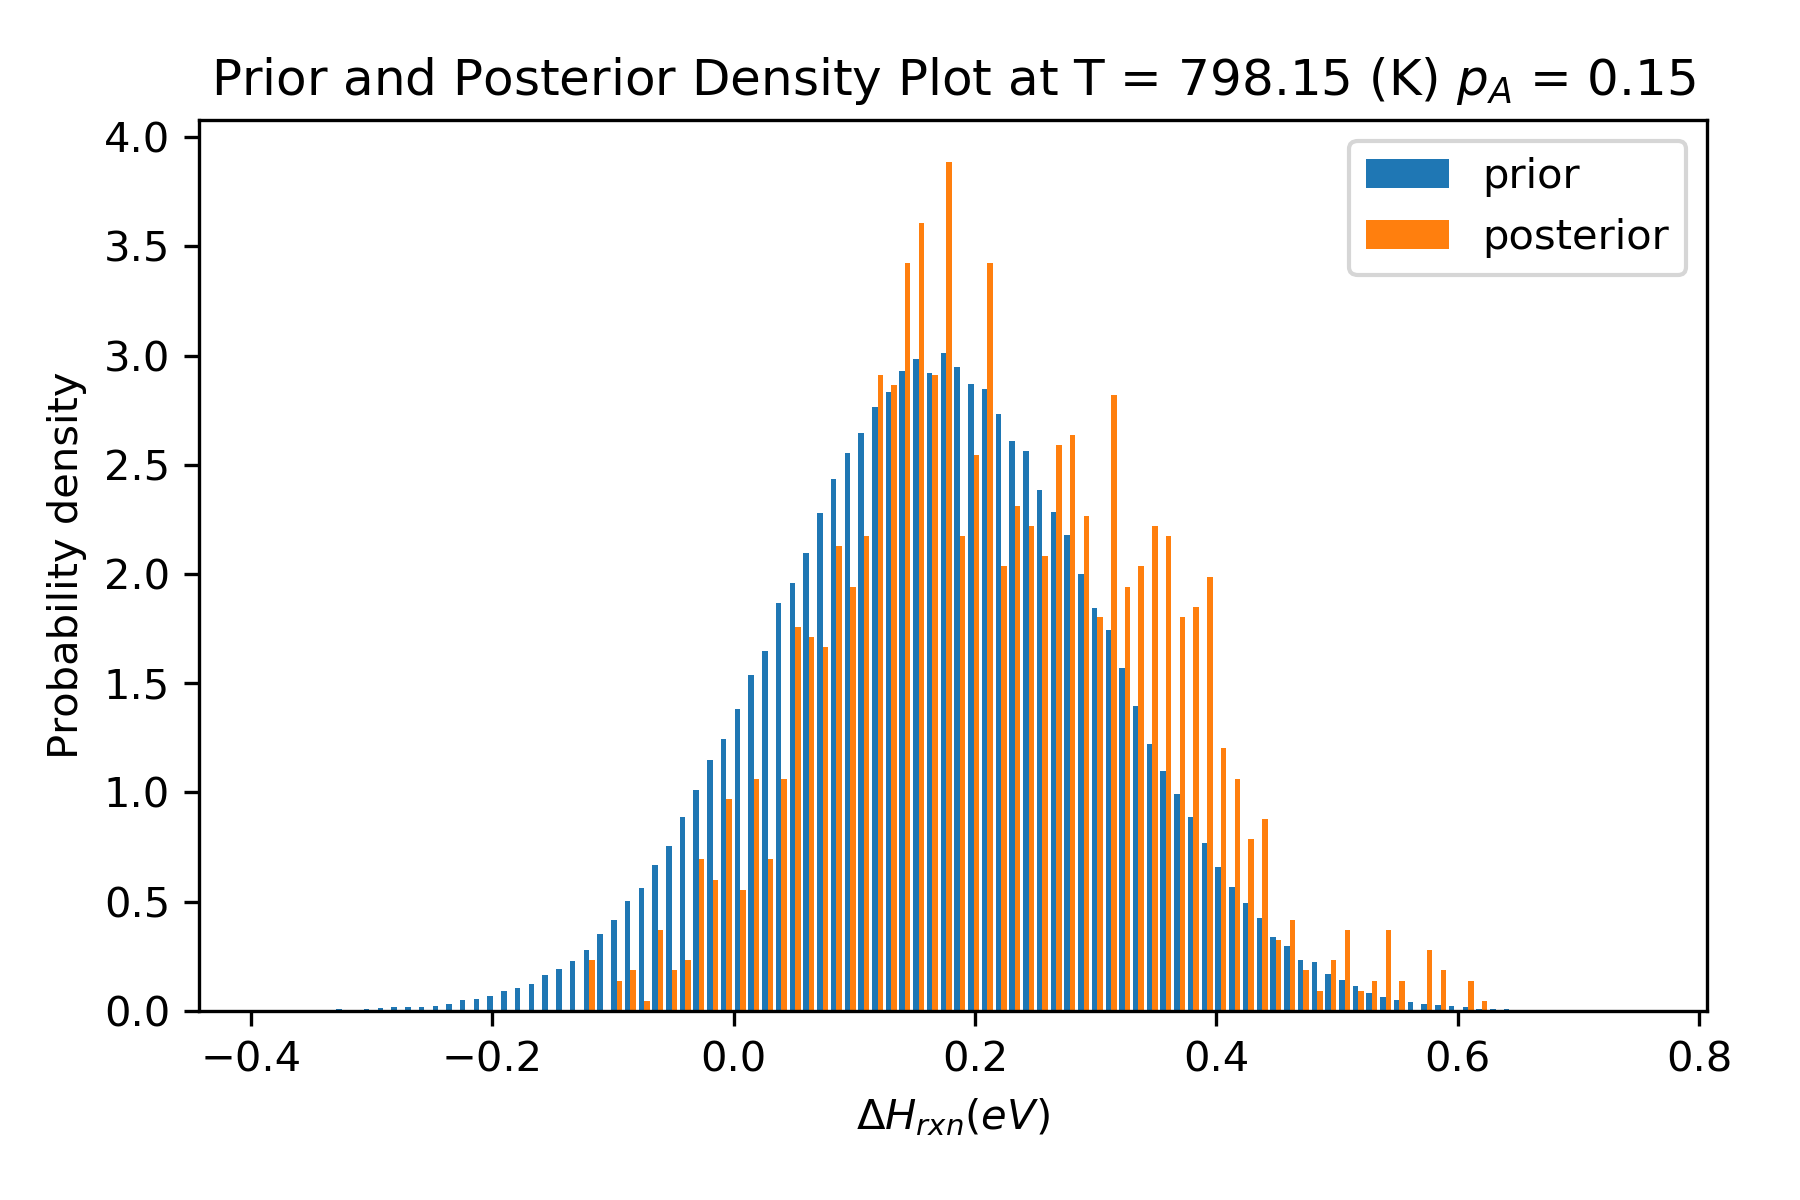 Prior and Posterior Density Plot at T = 798.15 (K) p_A = 0.15
prior
posterior
Probability density
4.0
3.5
3.0
2.5
2.0
1.5
1.0
0.5
0.0
−0.4 −0.2 0.0 0.2 0.4 0.6 0.8
ΔH_rxn(eV)